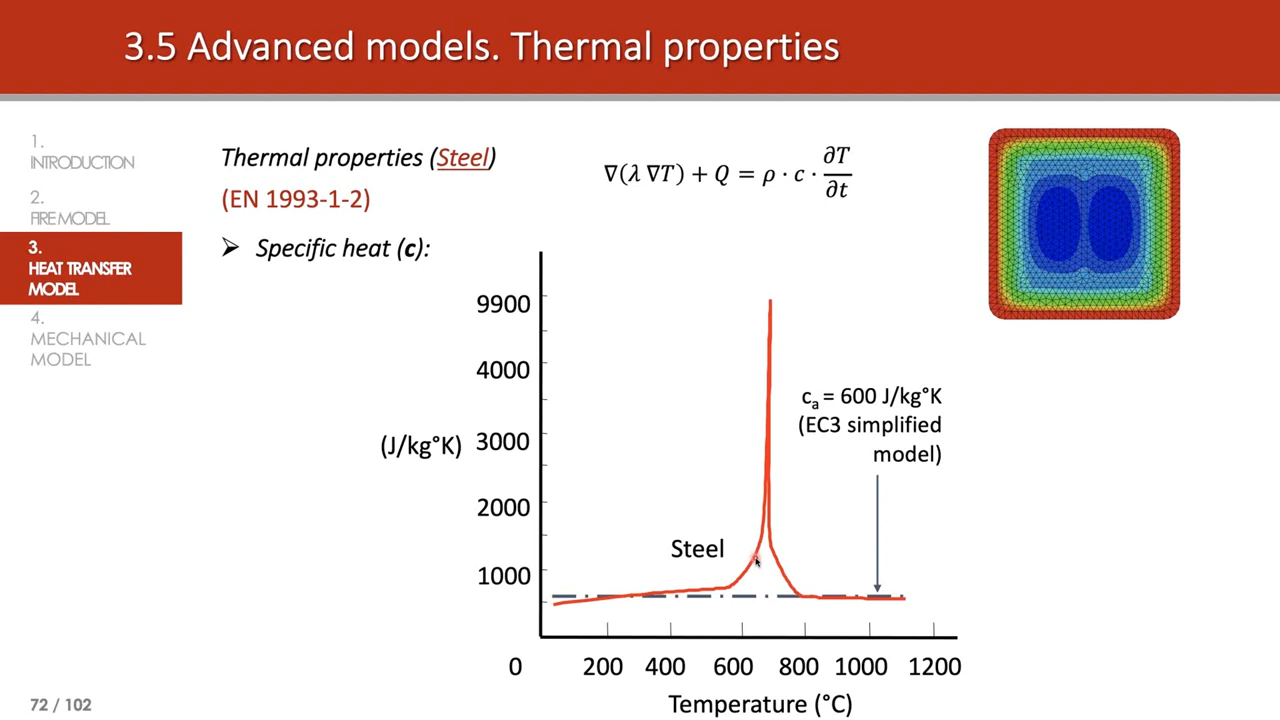 3.5 Advanced models. Thermal properties
1.
INTRODUCTION
2.
FIRE MODEL
3.
HEAT TRANSFER
MODEL
4.
MECHANICAL
MODEL
Thermal properties (Steel)
(EN 1993-1-2)
∇(λ ∇T) + Q = ρ · c · ∂T/∂t
➢ Specific heat (c):
9900
4000
(J/kg°K) 3000
2000
1000
Steel
c_a = 600 J/kg°K
(EC3 simplified
model)
0 200 400 600 800 1000 1200
Temperature (°C)
72 / 102